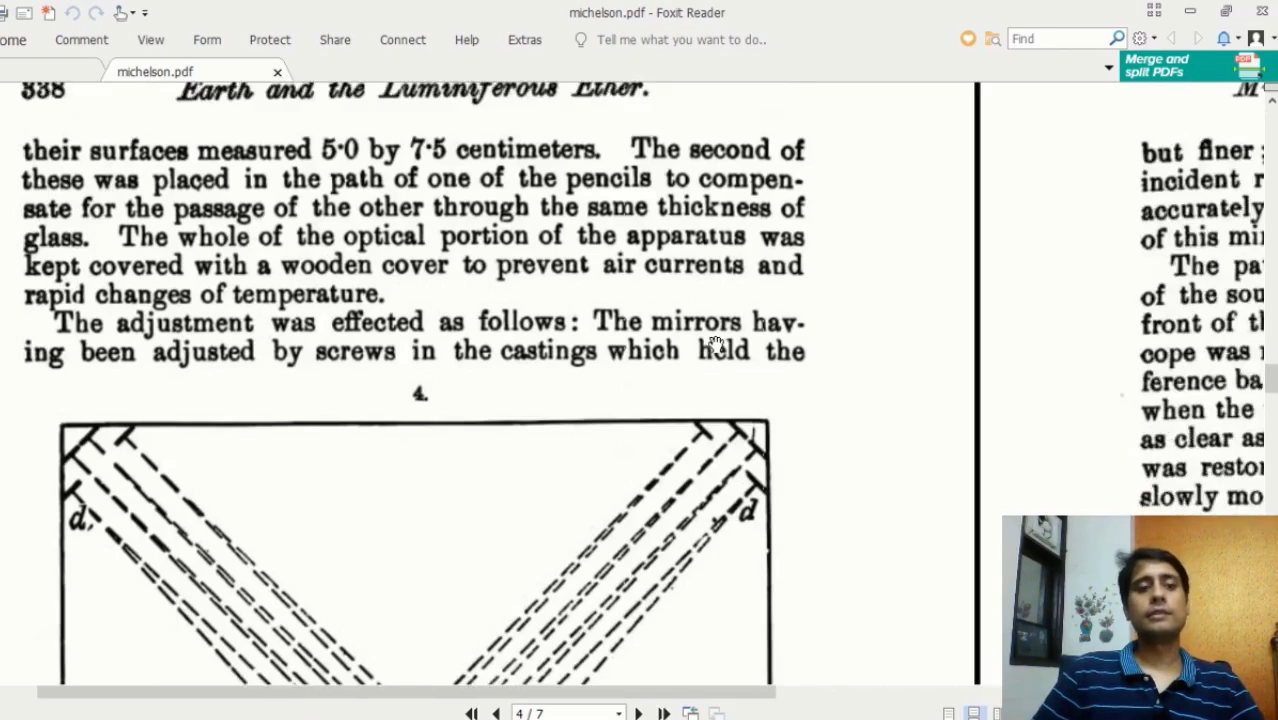 michelson.pdf - Foxit Reader
ome Comment View Form Protect Share Connect Help Extras Tell me what you want to do.. Find
michelson.pdf
Merge and
split PDFs
338 Earth and the Luminiferous Ether.
M
their surfaces measured 5·0 by 7·5 centimeters. The second of
these was placed in the path of one of the pencils to compen-
sate for the passage of the other through the same thickness of
glass. The whole of the optical portion of the apparatus was
kept covered with a wooden cover to prevent air currents and
rapid changes of temperature.
The adjustment was effected as follows: The mirrors hav-
ing been adjusted by screws in the castings which held the
4.
d,
d
but finer ;
incident r
accurately
of this mi
The pa
of the sou
front of t
cope was
ference ba
when the
as clear as
was resto
slowly mo
4 / 7